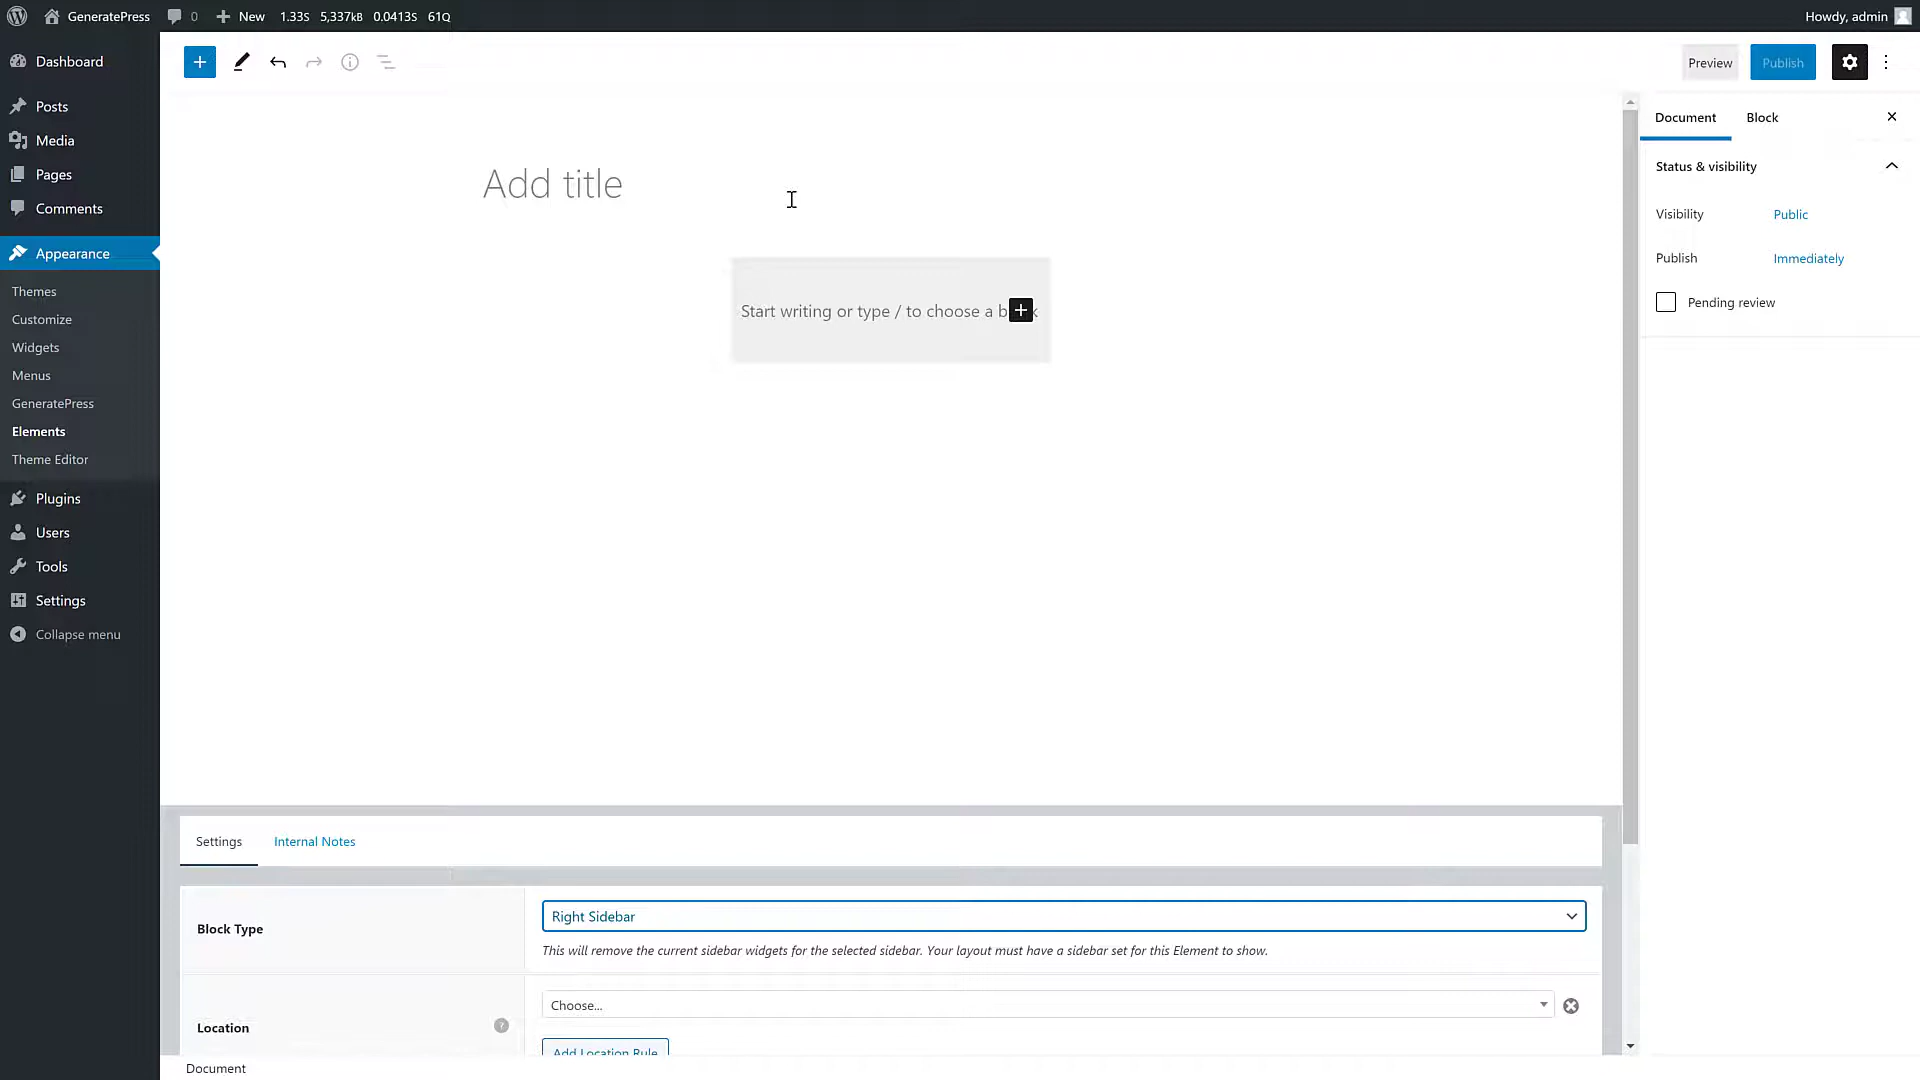 GeneratePress 0 New 1.33S 5,337kB 0.0413S 61Q Howdy, admin
Dashboard
Posts
Media
Pages
Comments
Appearance
Themes
Customize
Widgets
Menus
GeneratePress
Elements
Theme Editor
Plugins
Users
Tools
Settings
Collapse menu
Preview Publish
Add title
Start writing or type / to choose a b k
Document Block
Status & visibility
Visibility Public
Publish Immediately
Pending review
Settings Internal Notes
Block Type Right Sidebar
This will remove the current sidebar widgets for the selected sidebar. Your layout must have a sidebar set for this Element to show.
Location ? Choose...
Add Location Rule
Document